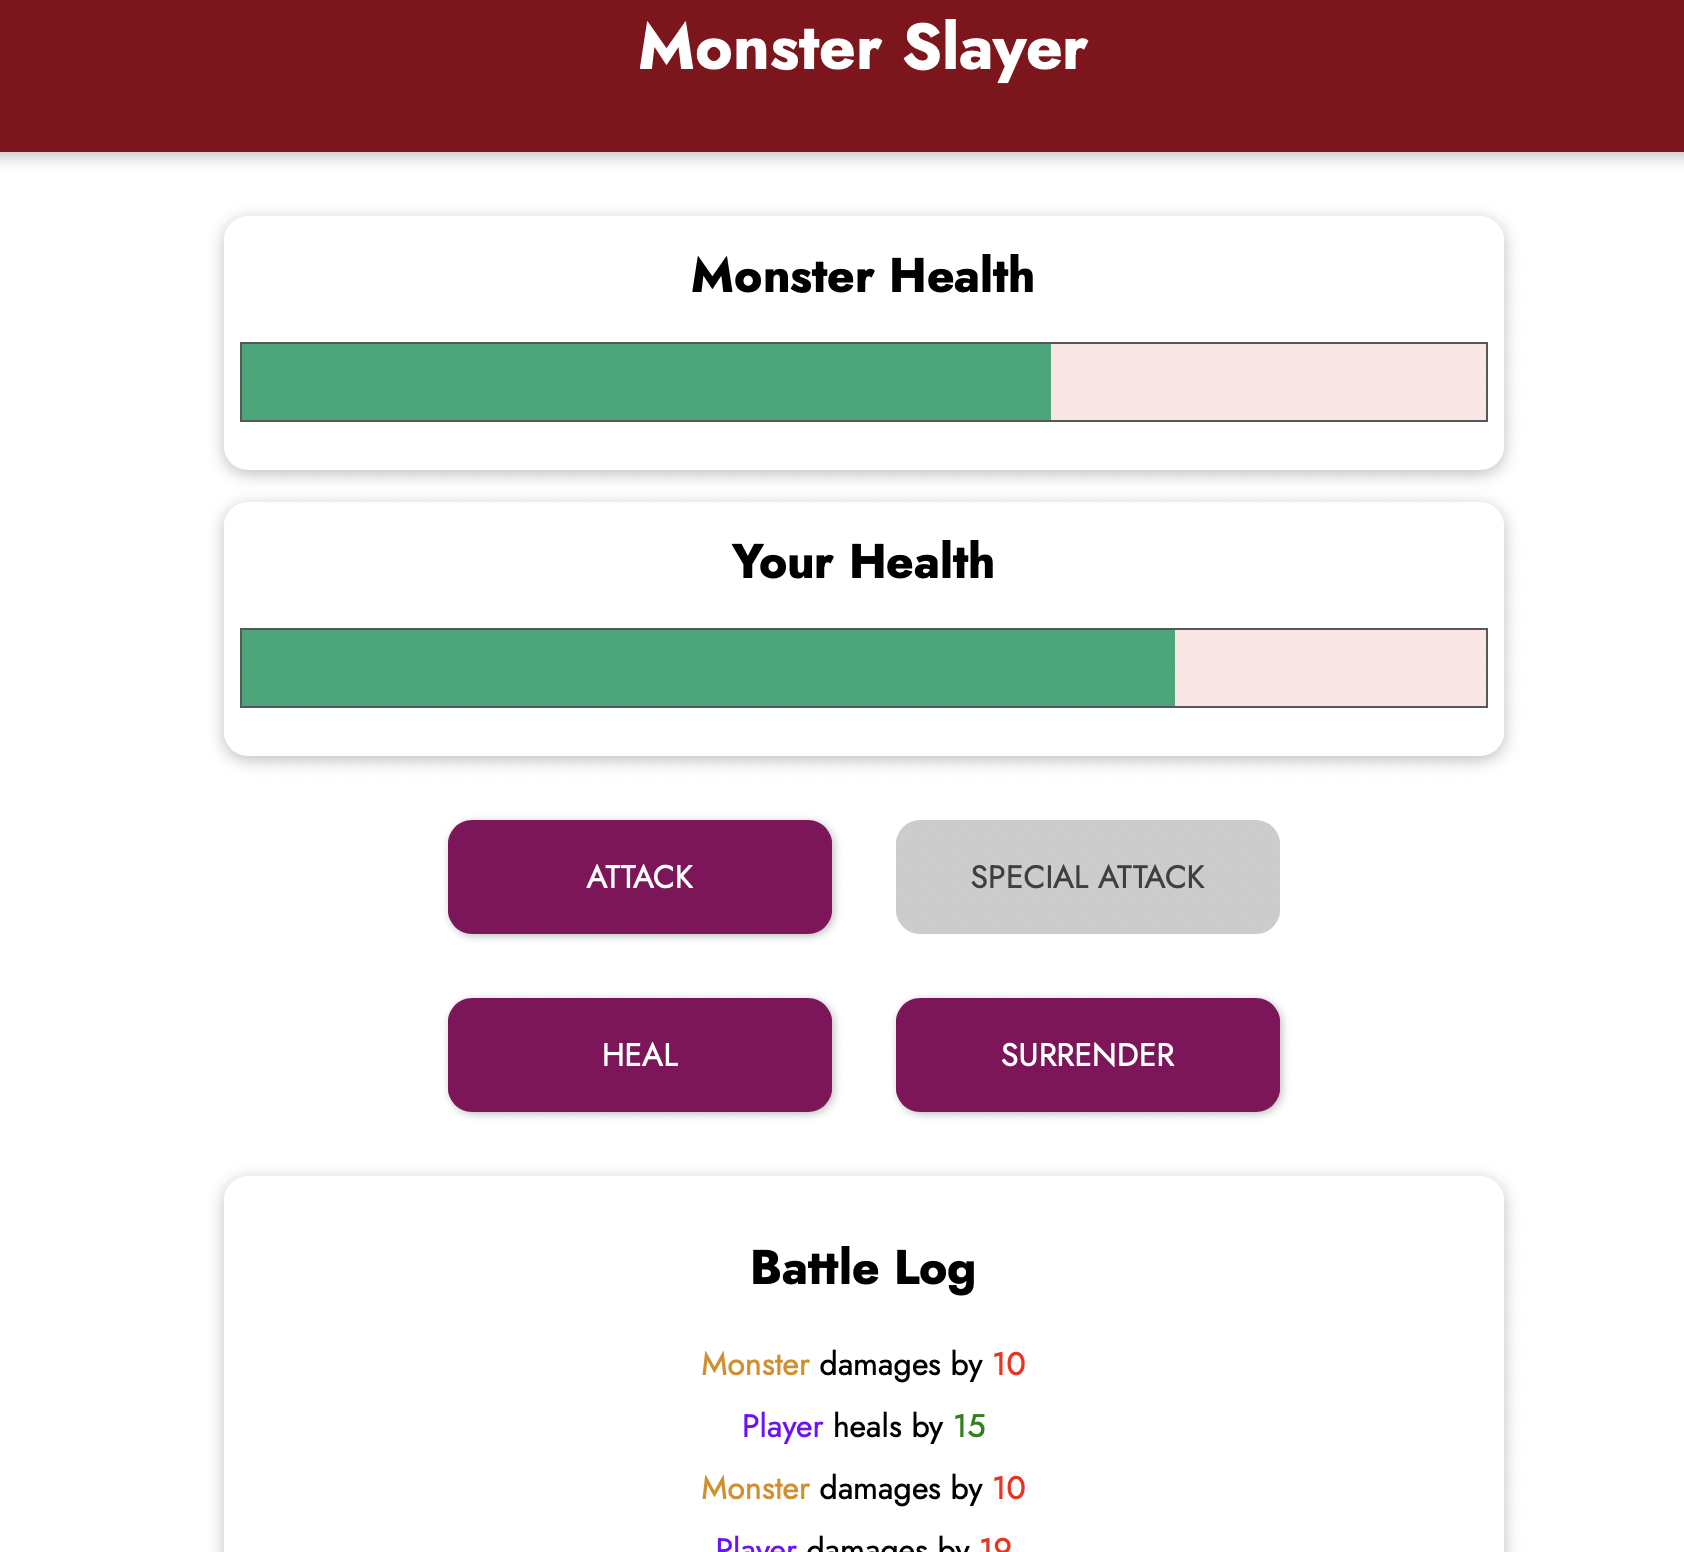 Monster Slayer
Monster Health
Your Health
ATTACK
SPECIAL ATTACK
HEAL
SURRENDER
Battle Log
Monster damages by 10
Player heals by 15
Monster damages by 10
Player damages by 19